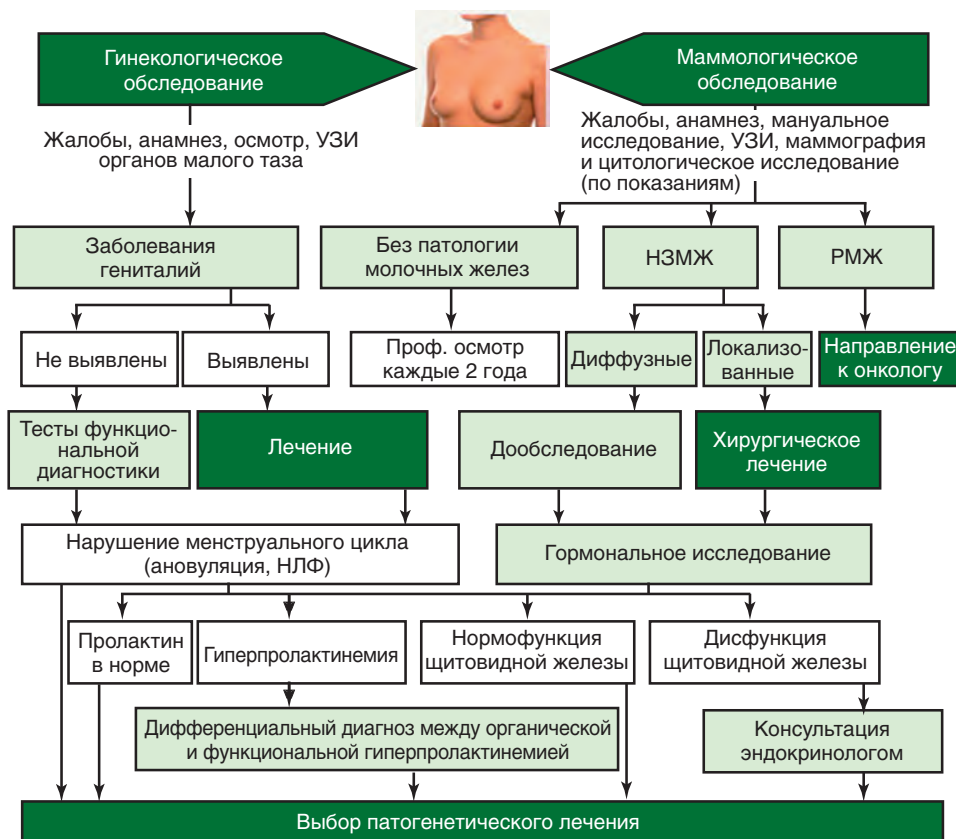 Гинекологическое
обследование
Маммологическое
обследование
Жалобы, анамнез, осмотр, УЗИ
органов малого таза
Жалобы, анамнез, мануальное
исследование, УЗИ, маммография
и цитологическое исследование
(по показаниям)
Заболевания
гениталий
Без патологии
молочных желез
НЗМЖ
РМЖ
Не выявлены
Выявлены
Проф. осмотр
каждые 2 года
Диффузные
Локализо-
ванные
Направление
к онкологу
Тесты функцио-
нальной
диагностики
Лечение
Дообследование
Хирургическое
лечение
Нарушение менструального цикла
(ановуляция, НЛФ)
Гормональное исследование
Пролактин
в норме
Гиперпролактинемия
Нормофункция
щитовидной железы
Дисфункция
щитовидной железы
Дифференциальный диагноз между органической
и функциональной гиперпролактинемией
Консультация
эндокринологом
Выбор патогенетического лечения